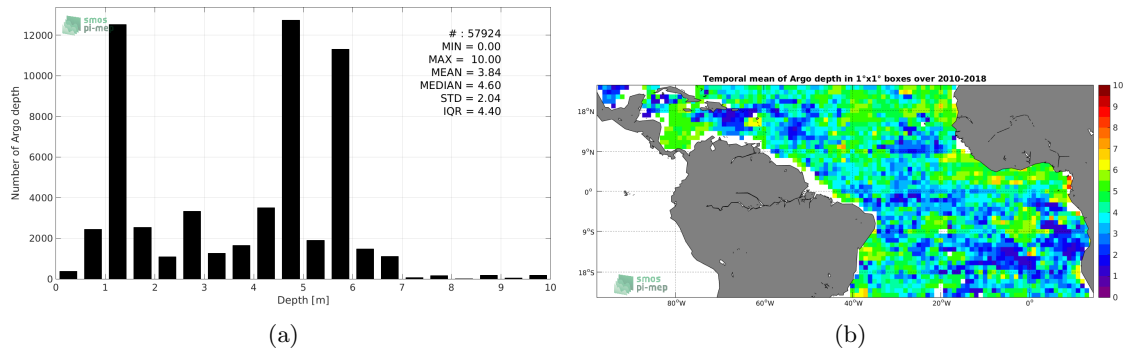 smos
pi-mep
# : 57924
MIN = 0.00
MAX = 10.00
MEAN = 3.84
MEDIAN = 4.60
STD = 2.04
IQR = 4.40
Number of Argo depth
12000
10000
8000
6000
4000
2000
0
0 1 2 3 4 5 6 7 8 9 10
Depth [m]
(a)
Temporal mean of Argo depth in 1°x1° boxes over 2010-2018
18°N
9°N
0°
9°S
18°S
80°W 60°W 40°W 20°W 0°
10
9
8
7
6
5
4
3
2
1
0
smos
pi-mep
(b)